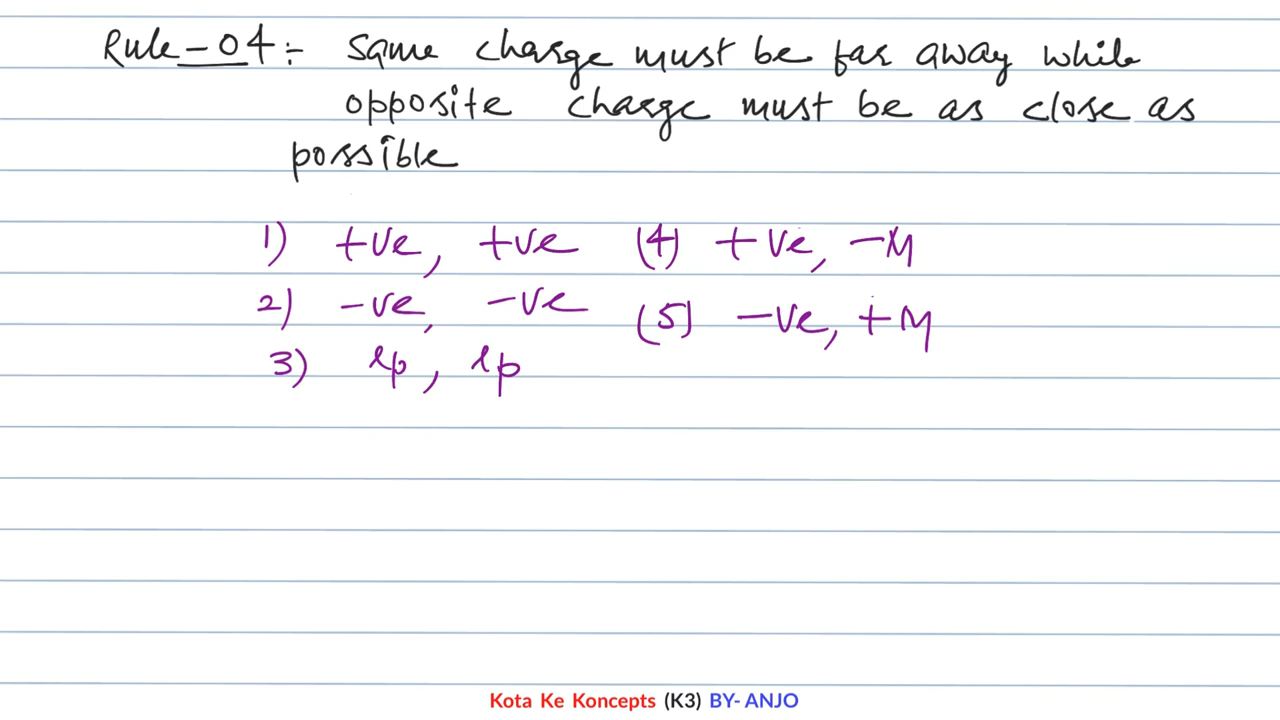 Rule-04:- same charge must be far away while
opposite charge must be as close as
possible
1) +ve, +ve (4) +ve, -M
2) -ve, -ve (5) -ve, +M
3) lp, lp
Kota Ke Koncepts (K3) BY- ANJO